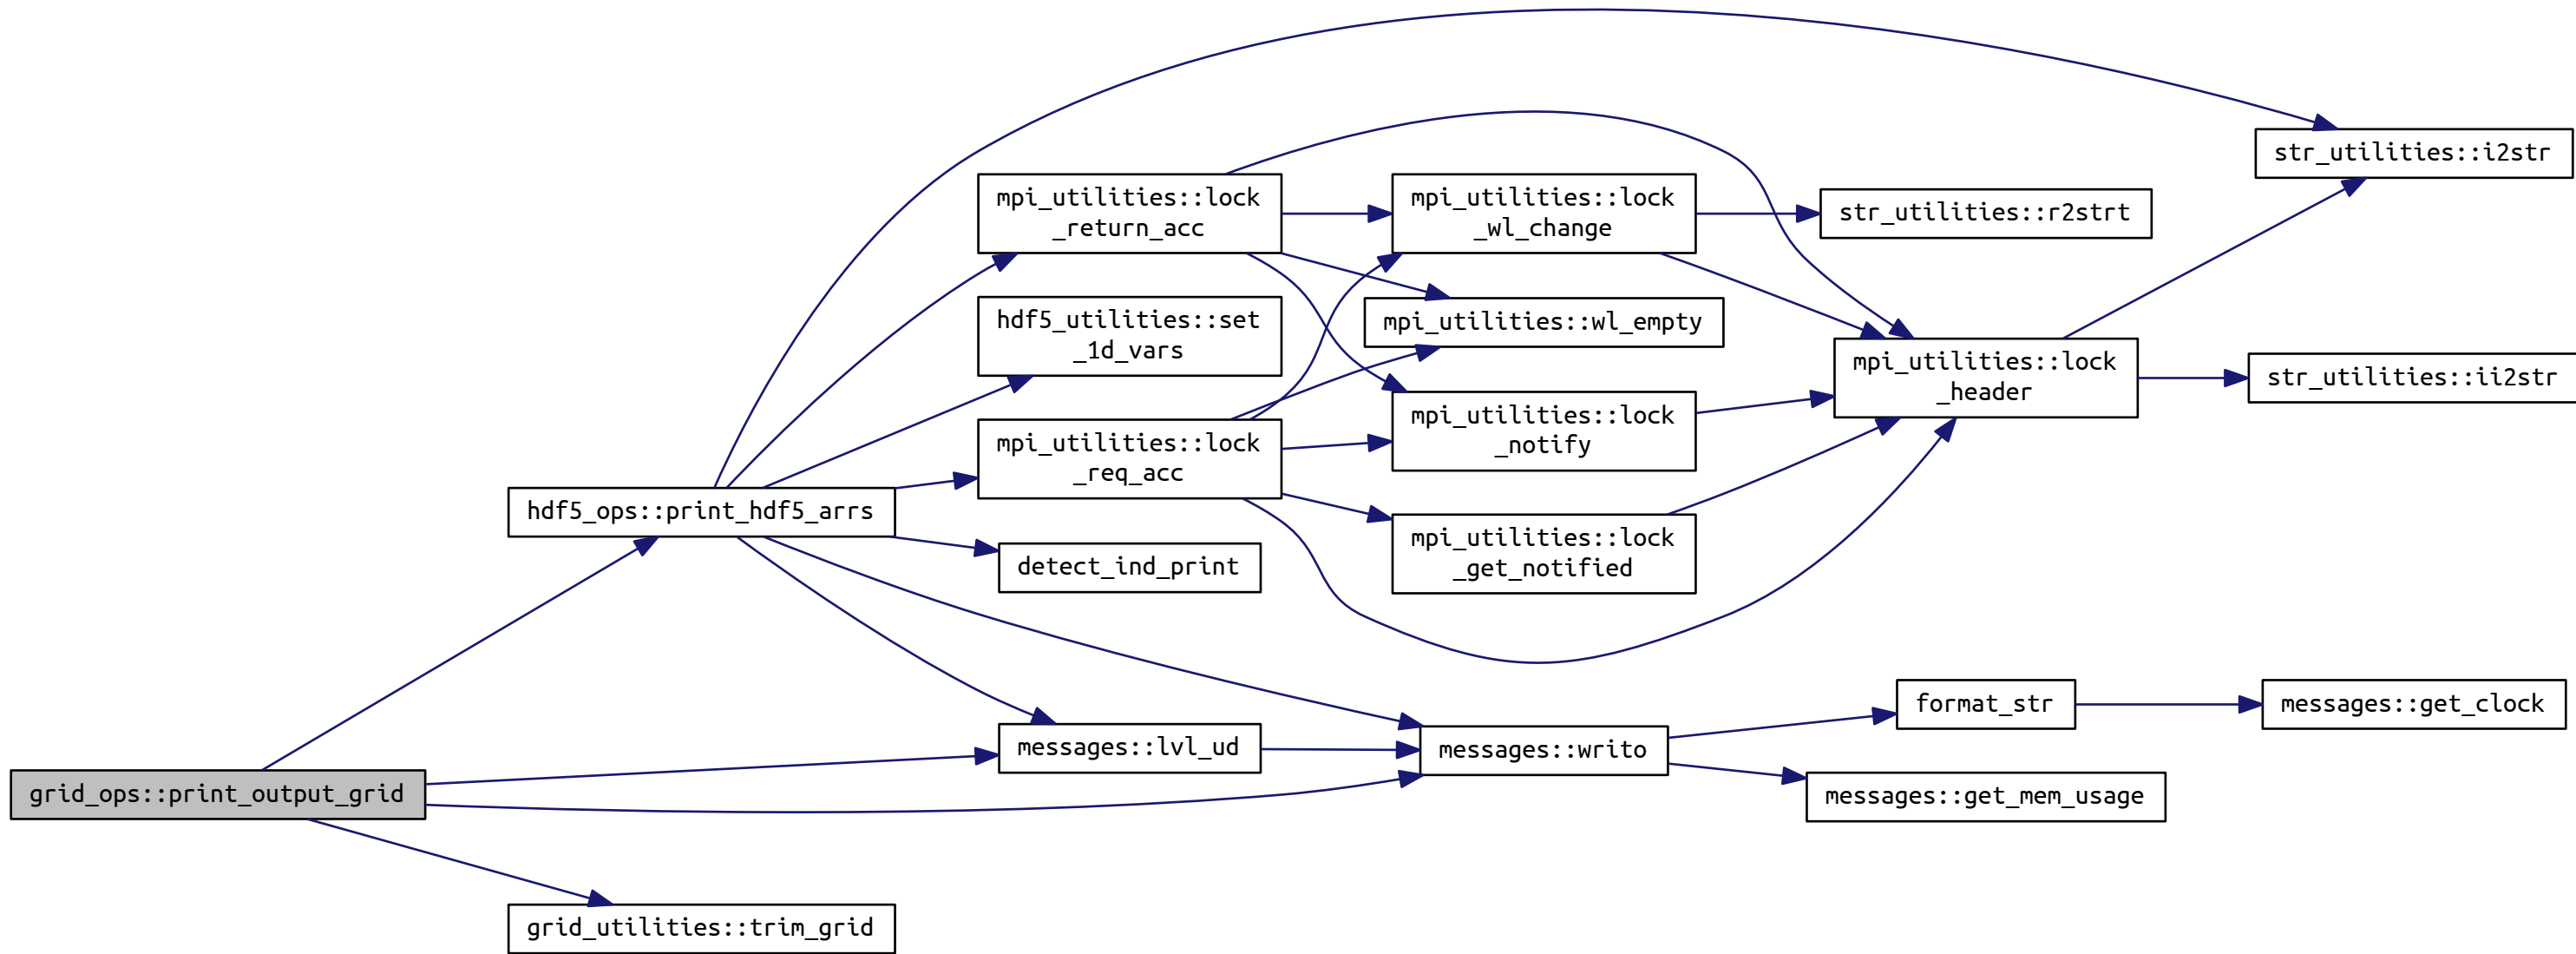 grid_ops::print_output_grid
hdf5_ops::print_hdf5_arrs
grid_utilities::trim_grid
mpi_utilities::lock
_return_acc
hdf5_utilities::set
_1d_vars
mpi_utilities::lock
_req_acc
detect_ind_print
messages::lvl_ud
mpi_utilities::lock
_wl_change
mpi_utilities::wl_empty
mpi_utilities::lock
_notify
mpi_utilities::lock
_get_notified
messages::writo
str_utilities::r2strt
mpi_utilities::lock
_header
format_str
messages::get_mem_usage
str_utilities::i2str
str_utilities::ii2str
messages::get_clock